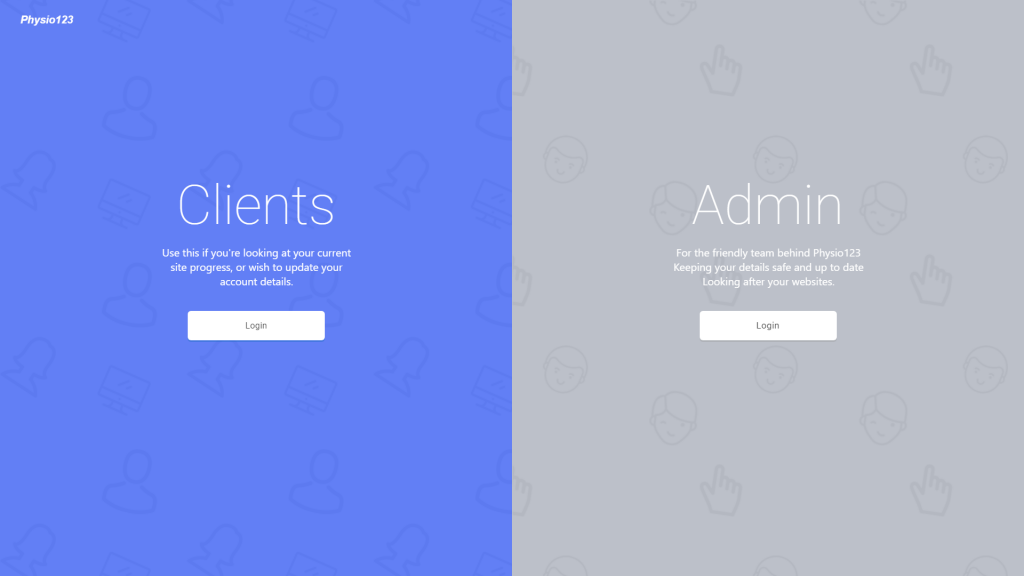 Physio123
Clients
Use this if you're looking at your current
site progress, or wish to update your
account details.
Login
Admin
For the friendly team behind Physio123
Keeping your details safe and up to date
Looking after your websites.
Login